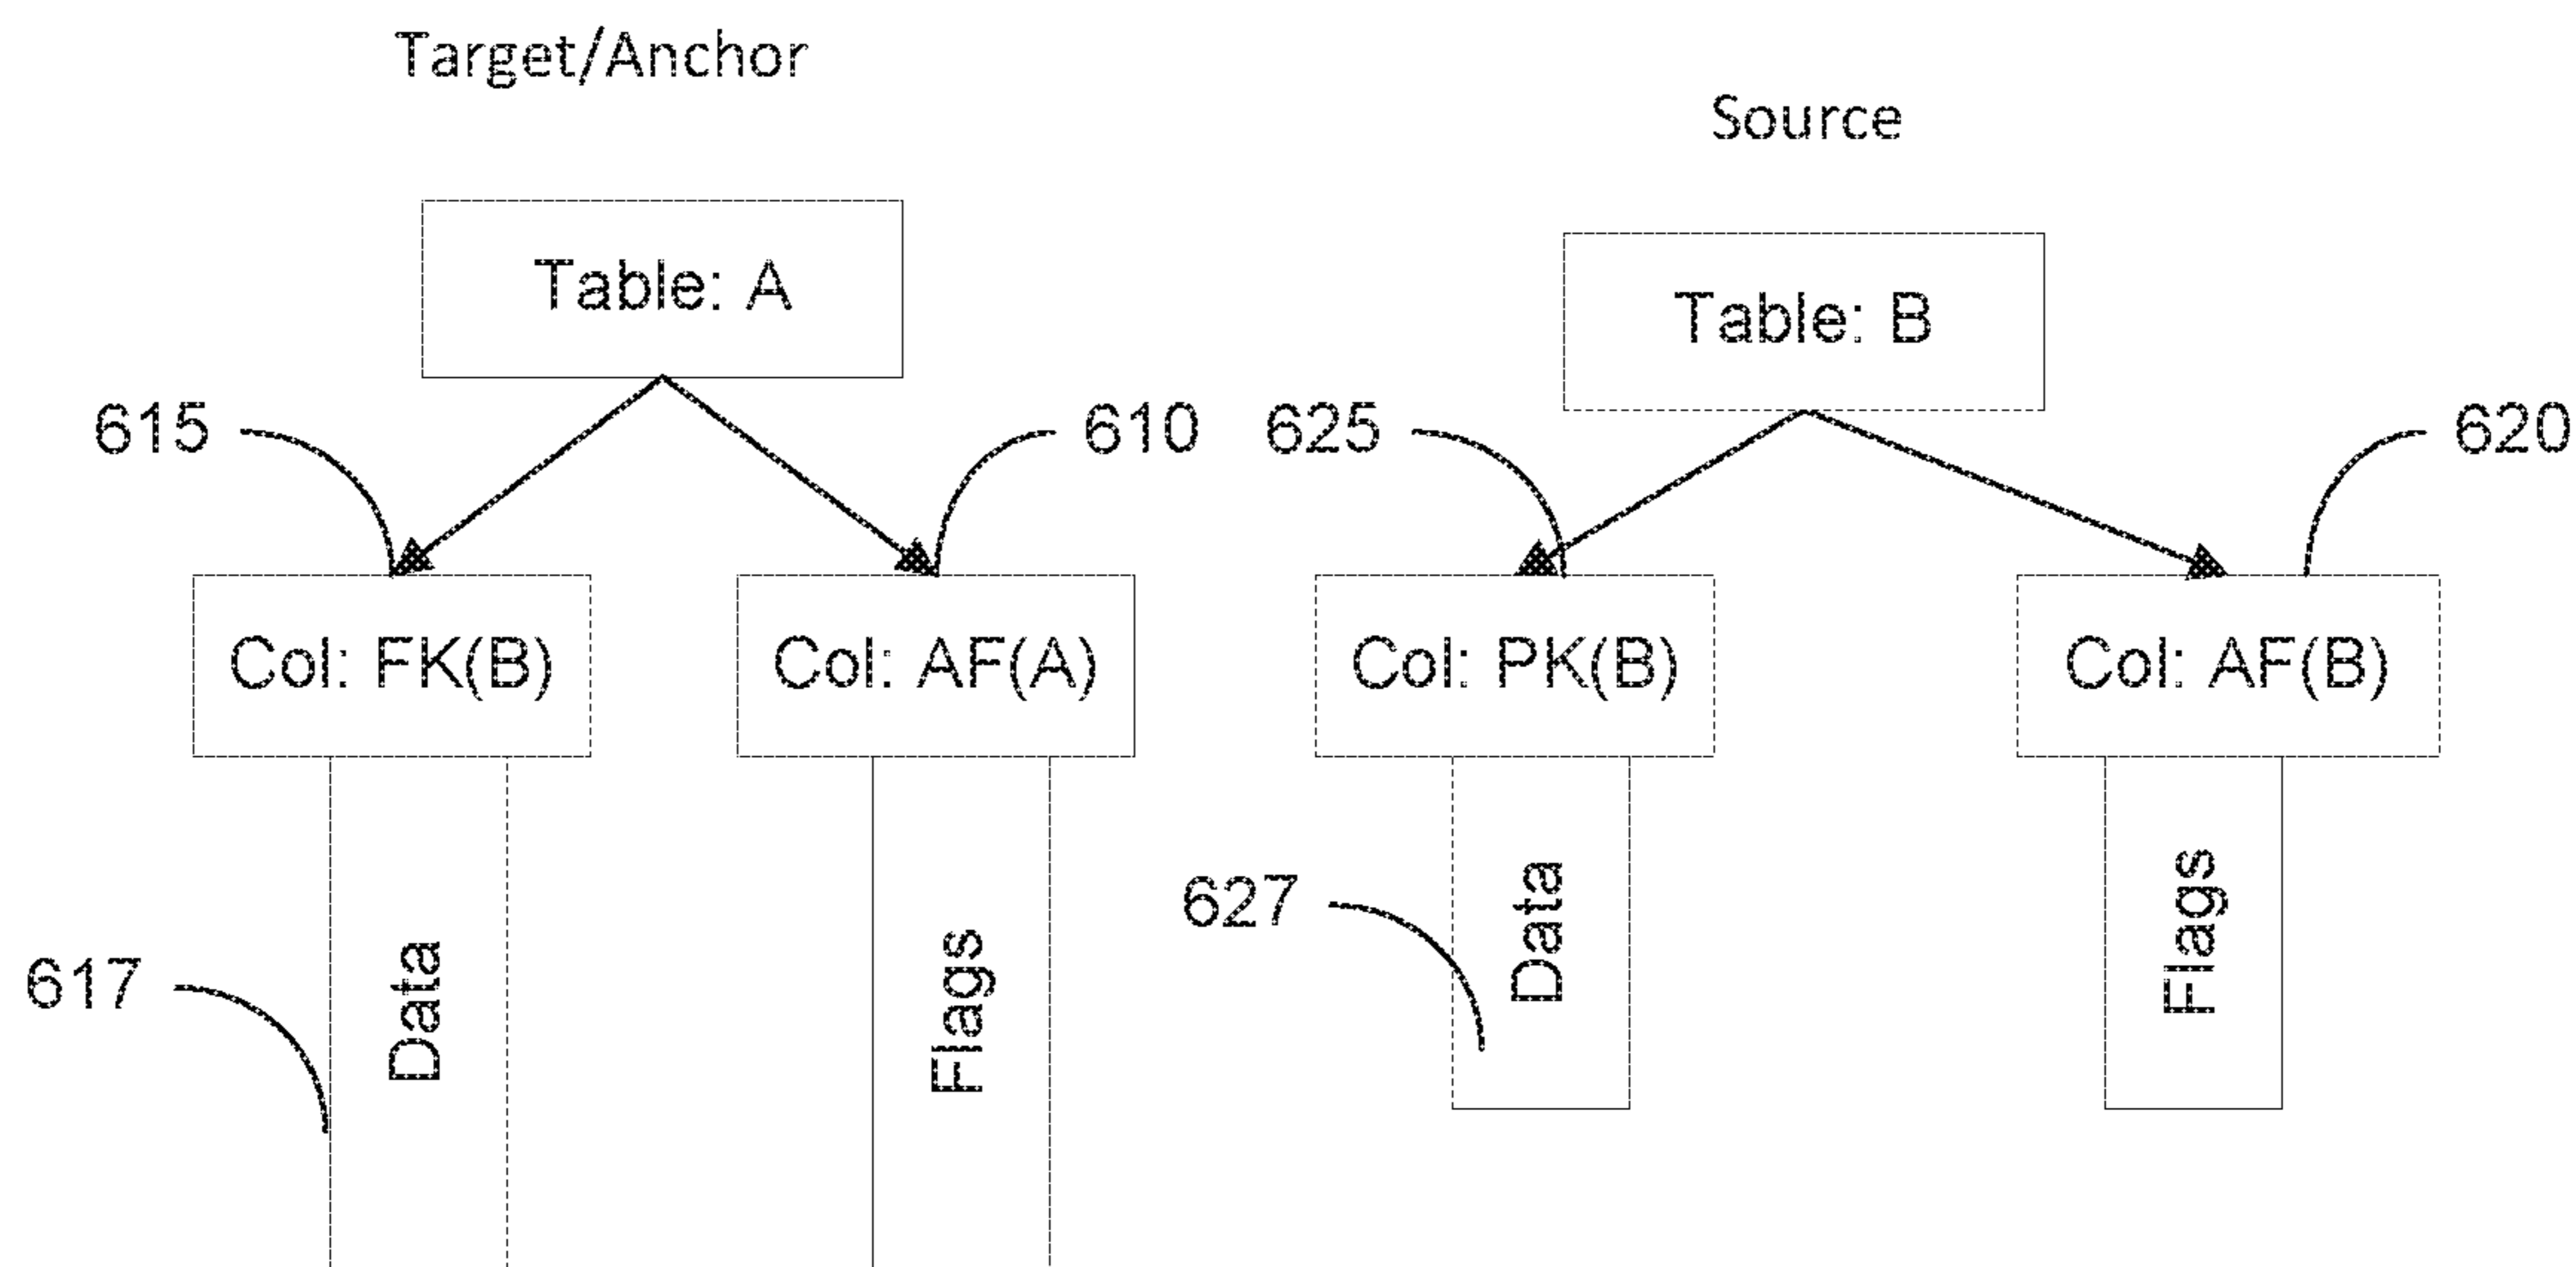 Target/Anchor
Source
Table: A
Table: B
615
610
625
620
Col: FK(B)
Col: AF(A)
Col: PK(B)
Col: AF(B)
617
Data
Flags
627
Data
Flags